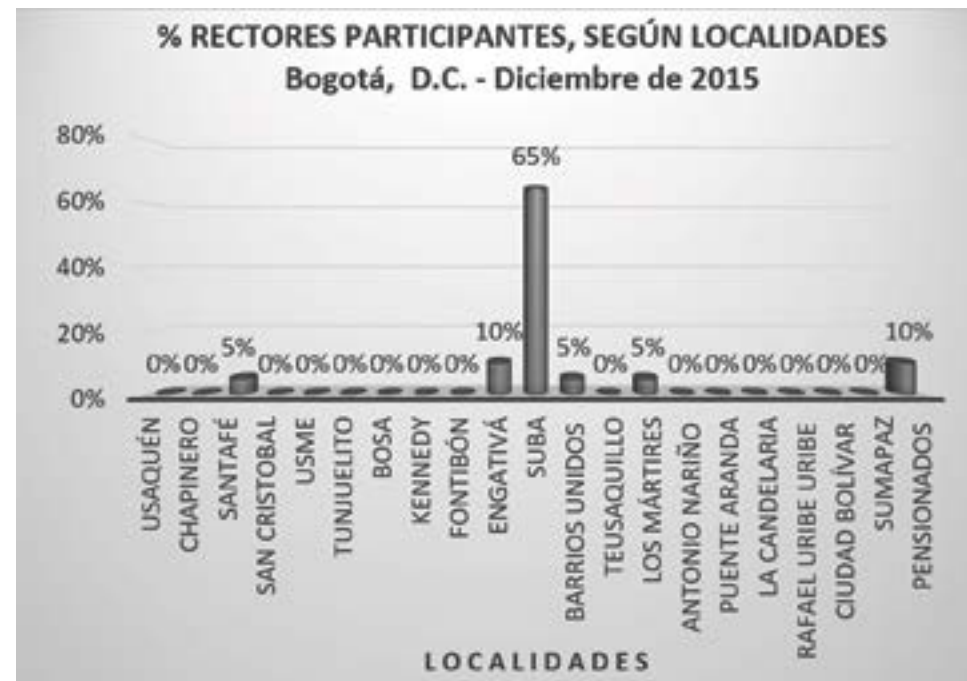 % RECTORES PARTICIPANTES, SEGÚN LOCALIDADES
Bogotá, D.C. - Diciembre de 2015
80%
60%
40%
20%
0%
0%
0%
5%
0%
0%
0%
0%
0%
0%
10%
65%
5%
0%
5%
0%
0%
0%
0%
0%
0%
10%
USAQUÉN
CHAPINERO
SANTAFÉ
SAN CRISTOBAL
USME
TUNJUELITO
BOSA
KENNEDY
FONTIBÓN
ENGATIVÁ
SUBA
BARRIOS UNIDOS
TEUSAQUILLO
LOS MÁRTIRES
ANTONIO NARIÑO
PUENTE ARANDA
LA CANDELARIA
RAFAEL URIBE URIBE
CIUDAD BOLÍVAR
SUMAPAZ
PENSIONADOS
LOCALIDADES